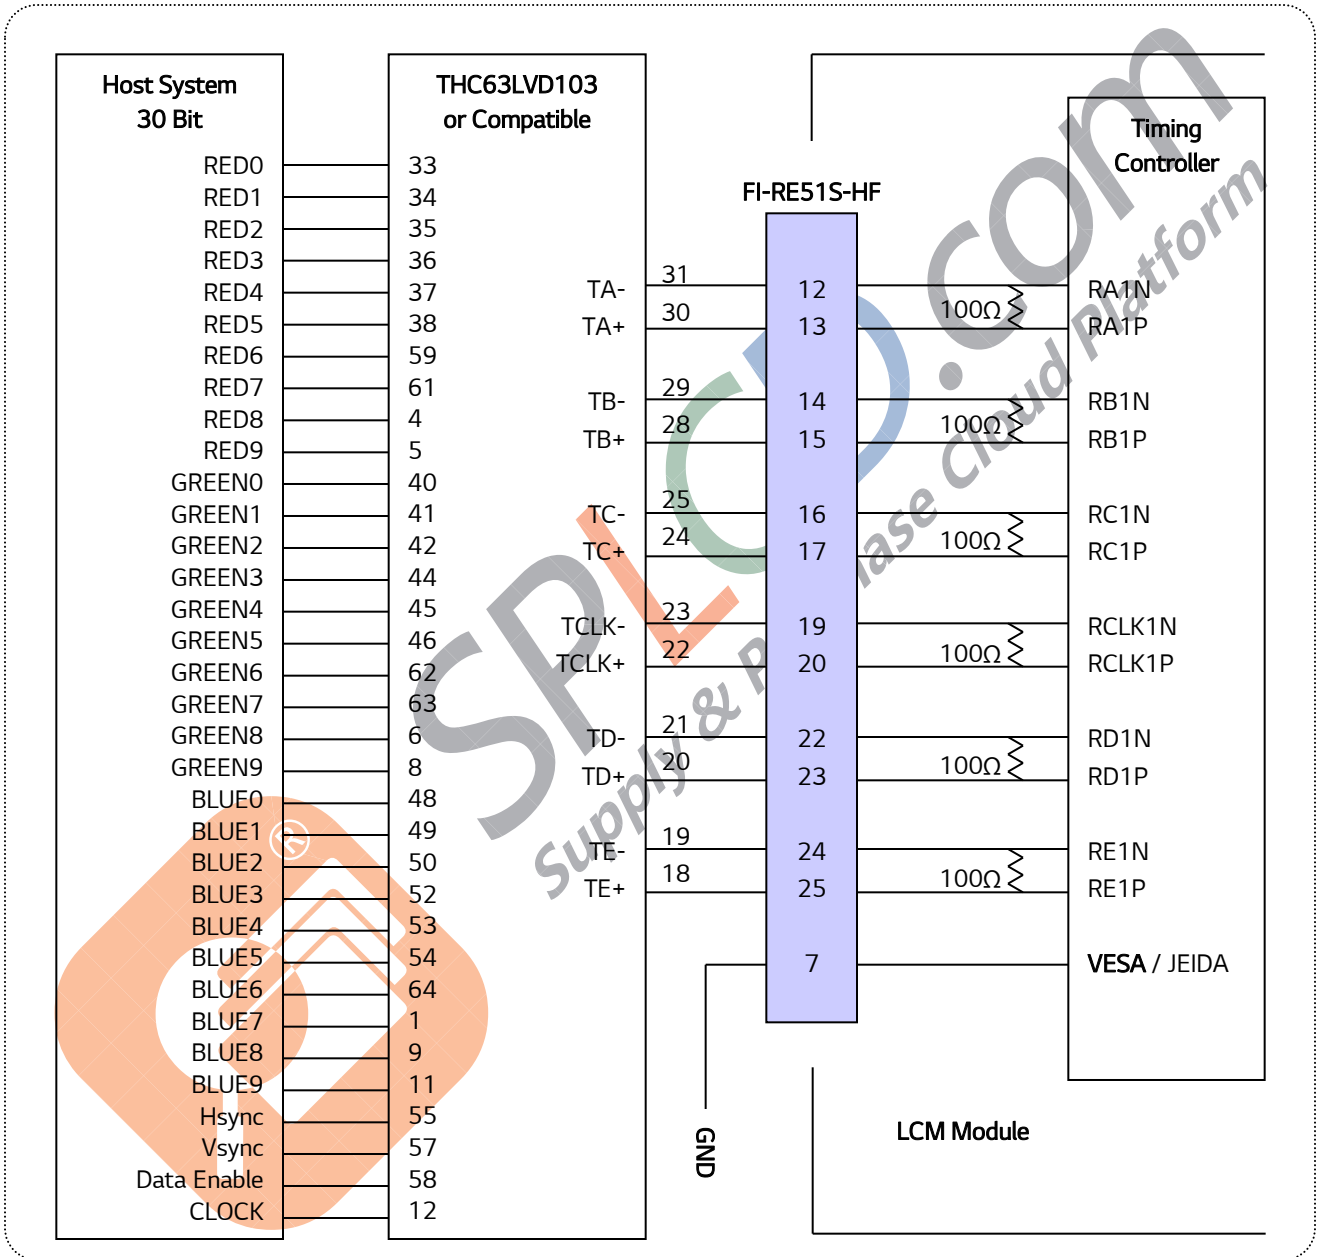 Host System
30 Bit
RED0
RED1
RED2
RED3
RED4
RED5
RED6
RED7
RED8
RED9
GREEN0
GREEN1
GREEN2
GREEN3
GREEN4
GREEN5
GREEN6
GREEN7
GREEN8
GREEN9
BLUE0
BLUE1
BLUE2
BLUE3
BLUE4
BLUE5
BLUE6
BLUE7
BLUE8
BLUE9
Hsync
Vsync
Data Enable
CLOCK
THC63LVD103
or Compatible
33
34
35
36
37
38
59
61
4
5
40
41
42
44
45
46
62
63
6
8
48
49
50
52
53
54
64
1
9
11
55
57
58
12
TA-
TA+
TB-
TB+
TC-
TC+
TCLK-
TCLK+
TD-
TD+
TE-
TE+
31
30
29
28
25
24
23
22
21
20
19
18
FI-RE51S-HF
12
13
14
15
16
17
19
20
22
23
24
25
7
GND
100Ω
100Ω
100Ω
100Ω
100Ω
100Ω
Timing
Controller
RA1N
RA1P
RB1N
RB1P
RC1N
RC1P
RCLK1N
RCLK1P
RD1N
RD1P
RE1N
RE1P
VESA / JEIDA
LCM Module
SPLCD.com
Supply & P ase Cloud Platform
®